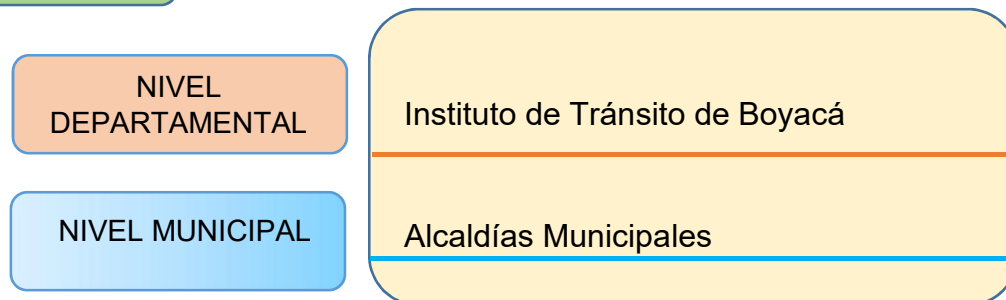 NIVEL
DEPARTAMENTAL
Instituto de Tránsito de Boyacá
NIVEL MUNICIPAL
Alcaldías Municipales